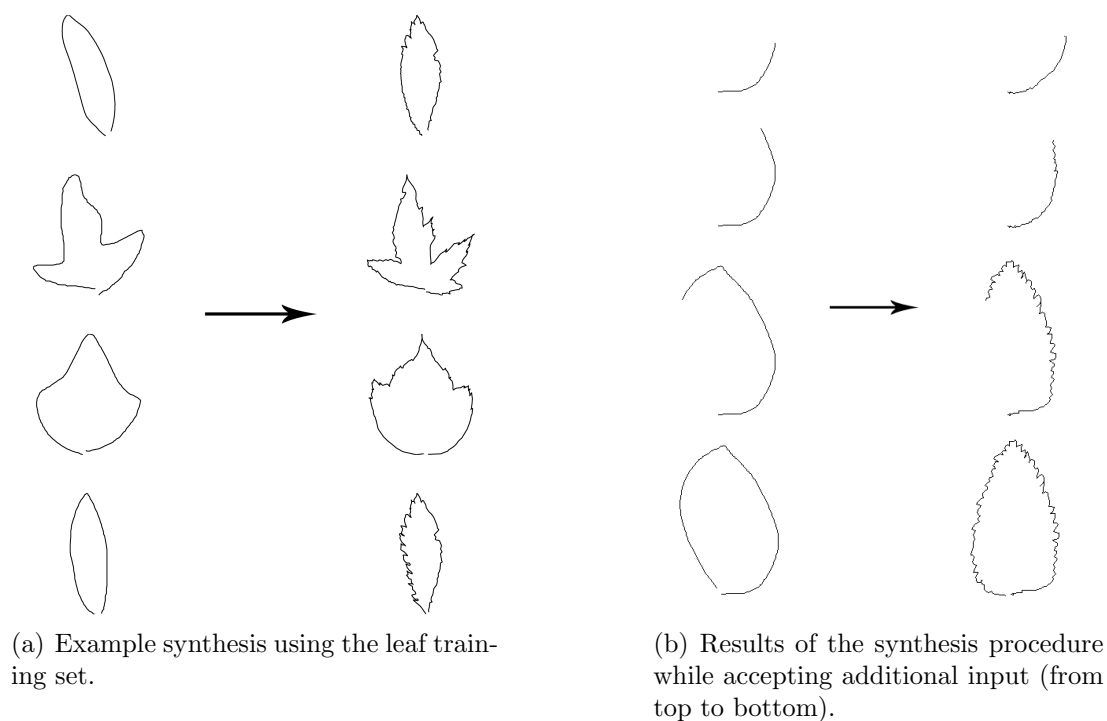 (a) Example synthesis using the leaf train-
ing set.
(b) Results of the synthesis procedure
while accepting additional input (from
top to bottom).